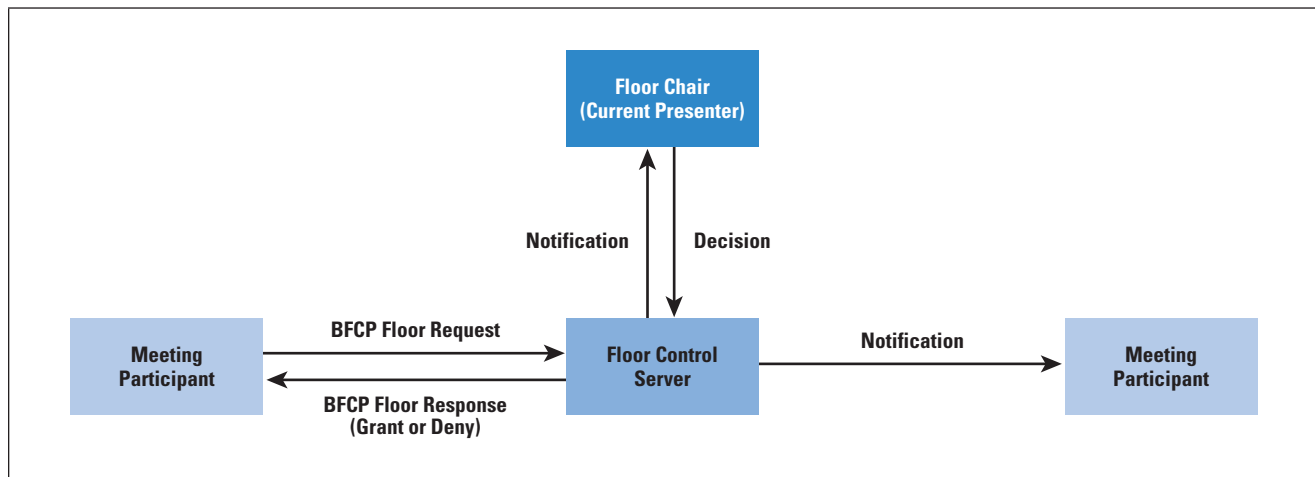 Floor Chair
(Current Presenter)
Notification
Decision
Meeting
Participant
BFCP Floor Request
BFCP Floor Response
(Grant or Deny)
Floor Control
Server
Notification
Meeting
Participant